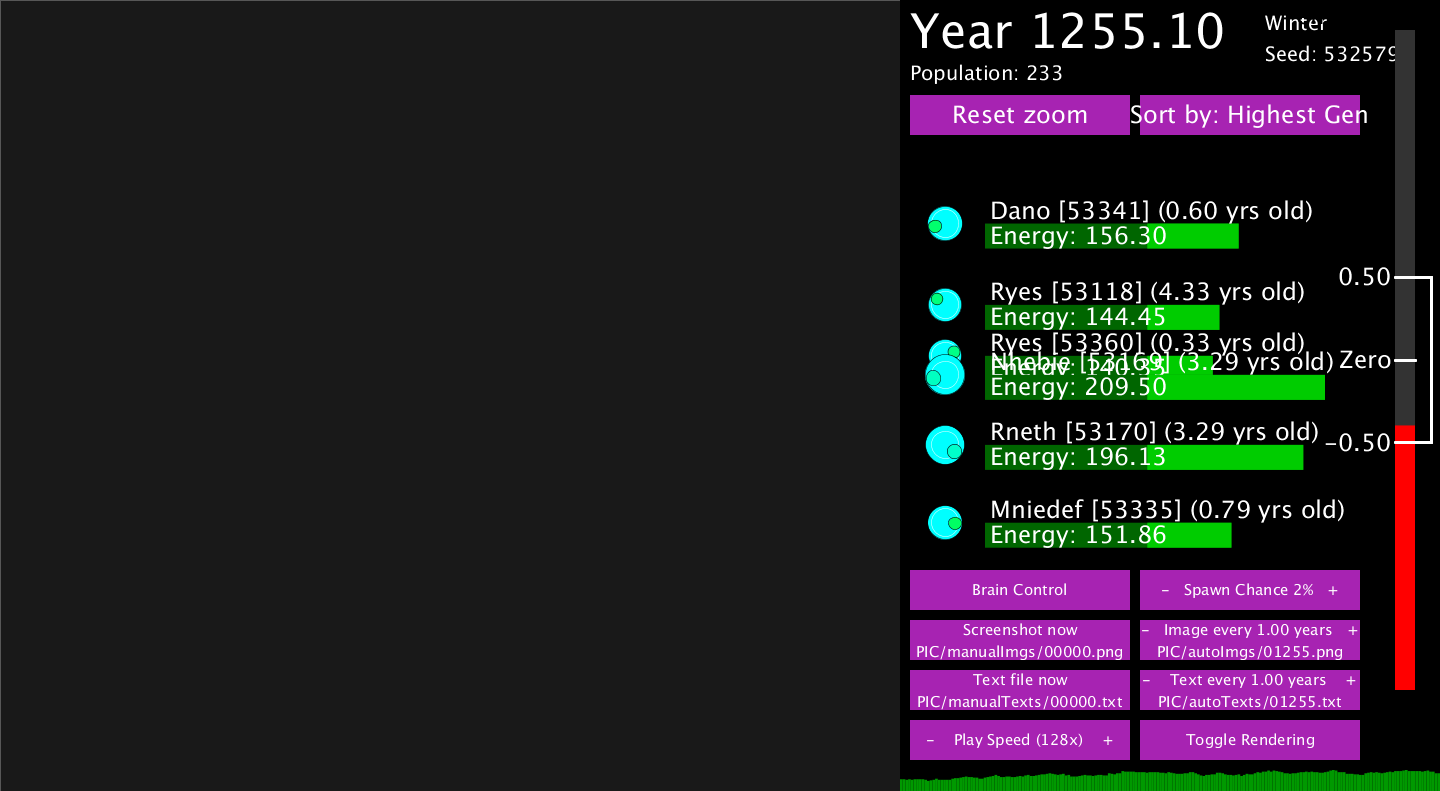 Year 1255.10
Winter
Seed: 532579
Population: 233
Reset zoom
Sort by: Highest Gen
Dano [53341] (0.60 yrs old)
Energy: 156.30
Ryes [53118] (4.33 yrs old)
Energy: 144.45
Ryes [53360] (0.33 yrs old)
Energy: 140.35
Nhebie [53169] (3.29 yrs old)
Energy: 209.50
Rneth [53170] (3.29 yrs old)
Energy: 196.13
Mniedef [53335] (0.79 yrs old)
Energy: 151.86
0.50
Zero
-0.50
Brain Control
- Spawn Chance 2% +
Screenshot now
PIC/manualImgs/00000.png
- Image every 1.00 years +
PIC/autoImgs/01255.png
Text file now
PIC/manualTexts/00000.txt
- Text every 1.00 years +
PIC/autoTexts/01255.txt
- Play Speed (128x) +
Toggle Rendering